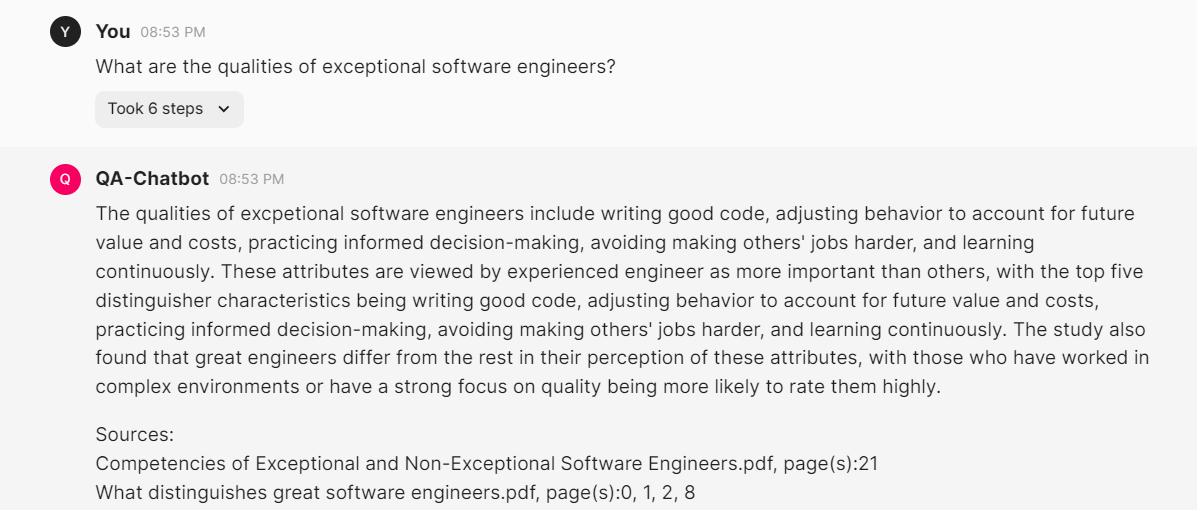 Y You 08:53 PM
What are the qualities of exceptional software engineers?
Took 6 steps
Q QA-Chatbot 08:53 PM
The qualities of excpetional software engineers include writing good code, adjusting behavior to account for future
value and costs, practicing informed decision-making, avoiding making others' jobs harder, and learning
continuously. These attributes are viewed by experienced engineer as more important than others, with the top five
distinguisher characteristics being writing good code, adjusting behavior to account for future value and costs,
practicing informed decision-making, avoiding making others' jobs harder, and learning continuously. The study also
found that great engineers differ from the rest in their perception of these attributes, with those who have worked in
complex environments or have a strong focus on quality being more likely to rate them highly.
Sources:
Competencies of Exceptional and Non-Exceptional Software Engineers.pdf, page(s):21
What distinguishes great software engineers.pdf, page(s):0, 1, 2, 8